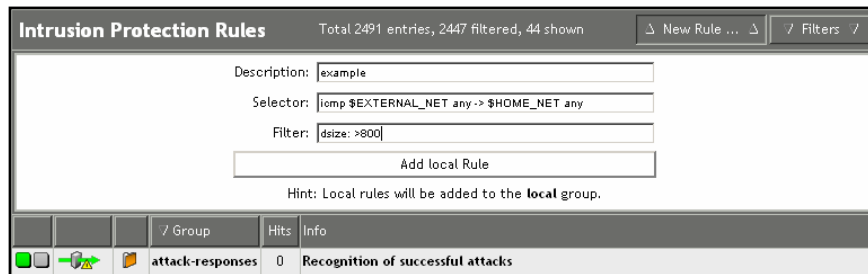 Intrusion Protection Rules Total 2491 entries, 2447 filtered, 44 shown △ New Rule ... △ ▽ Filters ▽
Description: example
Selector: icmp $EXTERNAL_NET any -> $HOME_NET any
Filter: dsize: >800
Add local Rule
Hint: Local rules will be added to the local group.
▽ Group Hits Info
attack-responses 0 Recognition of successful attacks